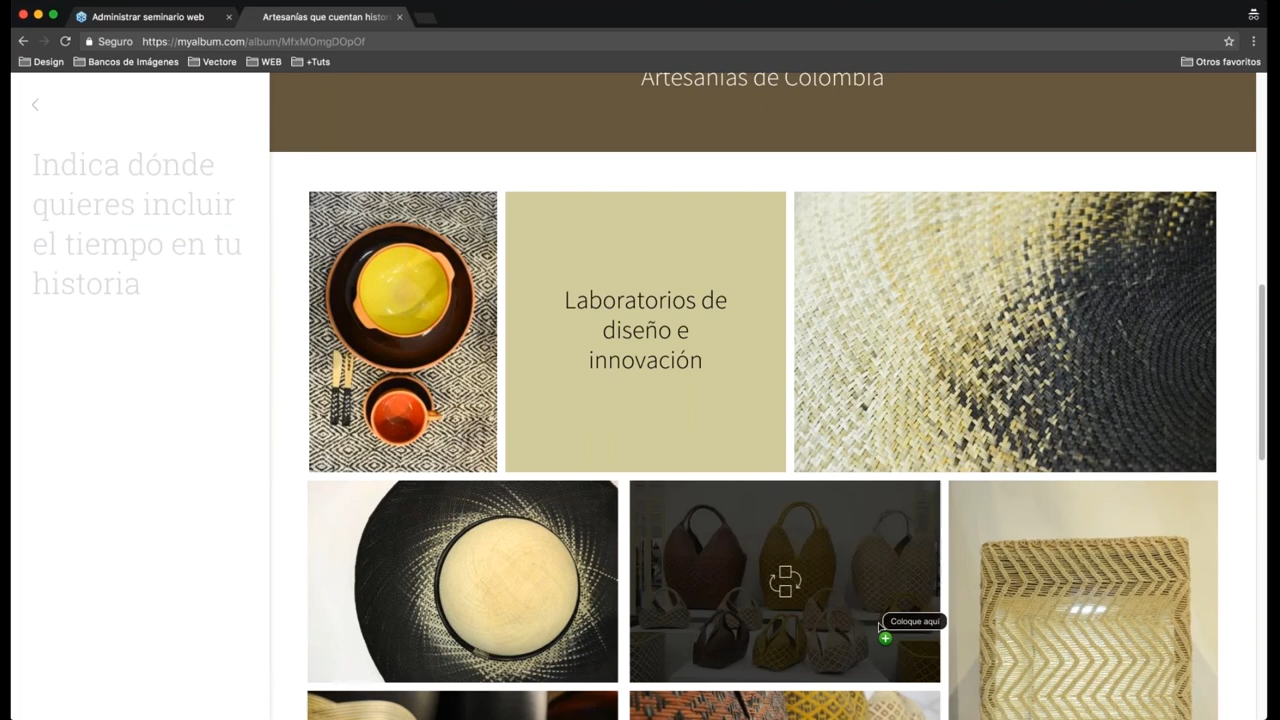 Administrar seminario web
Artesanías que cuentan histor
Seguro https://myalbum.com/album/MfxMOmgDOpOf
Design Bancos de Imágenes Vectore WEB +Tuts Otros favoritos
Artesanías de Colombia
Indica dónde
quieres incluir
el tiempo en tu
historia
Laboratorios de
diseño e
innovación
Coloque aquí